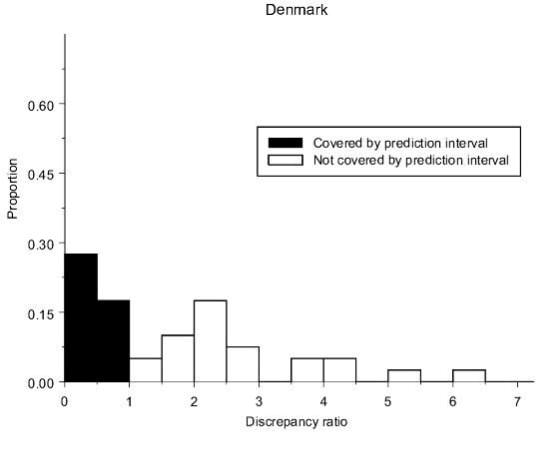 Denmark
0.60
0.45
0.30
0.15
0.00
Proportion
Covered by prediction interval
Not covered by prediction interval
0 1 2 3 4 5 6 7
Discrepancy ratio